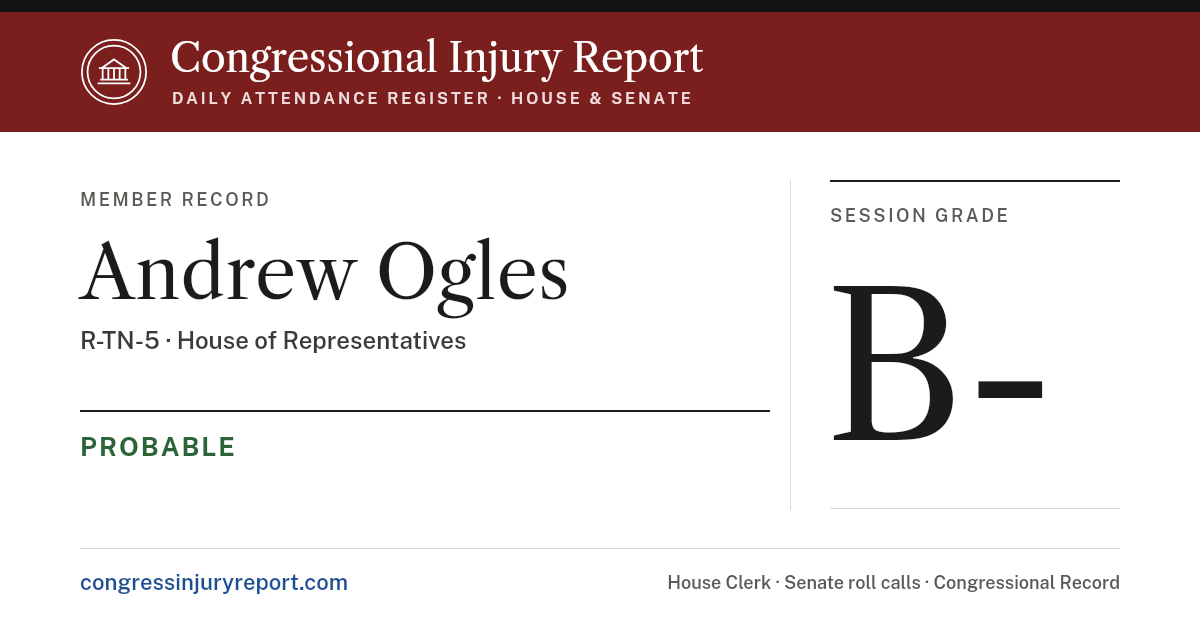 Congressional Injury Report
DAILY ATTENDANCE REGISTER · HOUSE & SENATE
MEMBER RECORD
Andrew Ogles
R-TN-5 · House of Representatives
PROBABLE
SESSION GRADE
B-
congressinjuryreport.com
House Clerk · Senate roll calls · Congressional Record